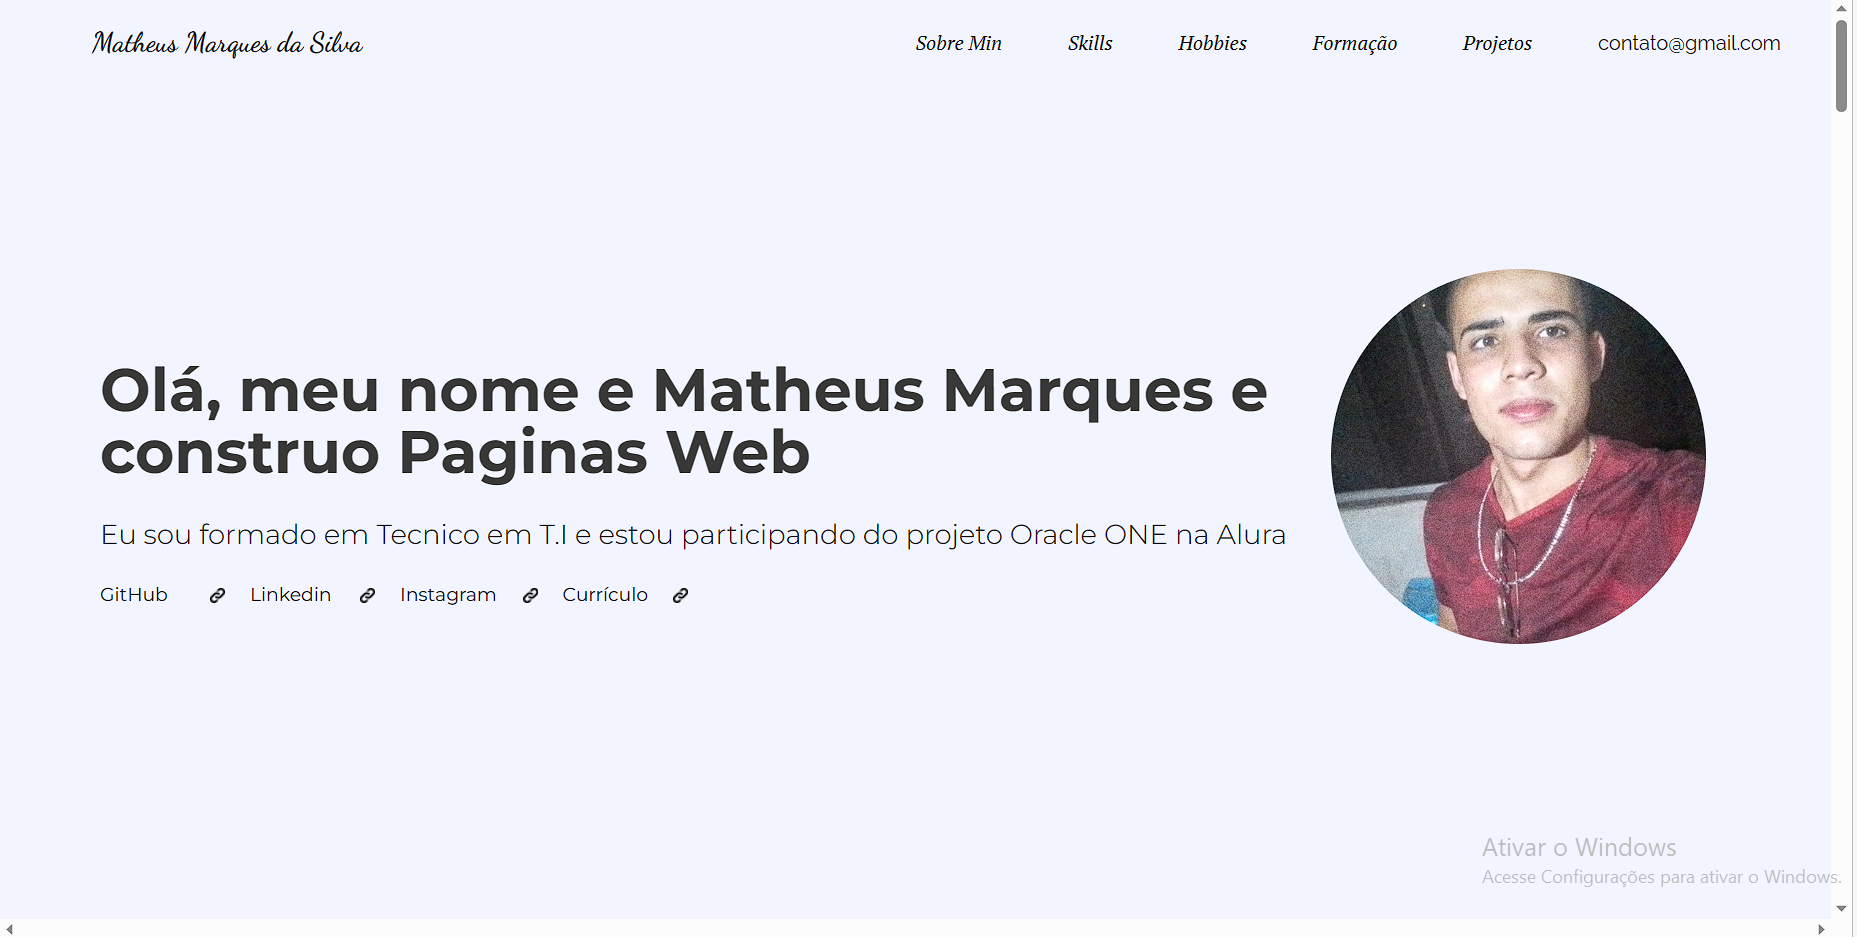 Matheus Marques da Silva
Sobre Min Skills Hobbies Formação Projetos contato@gmail.com
Olá, meu nome e Matheus Marques e
construo Paginas Web
Eu sou formado em Tecnico em T.I e estou participando do projeto Oracle ONE na Alura
GitHub Linkedin Instagram Currículo
Ativar o Windows
Acesse Configurações para ativar o Windows.